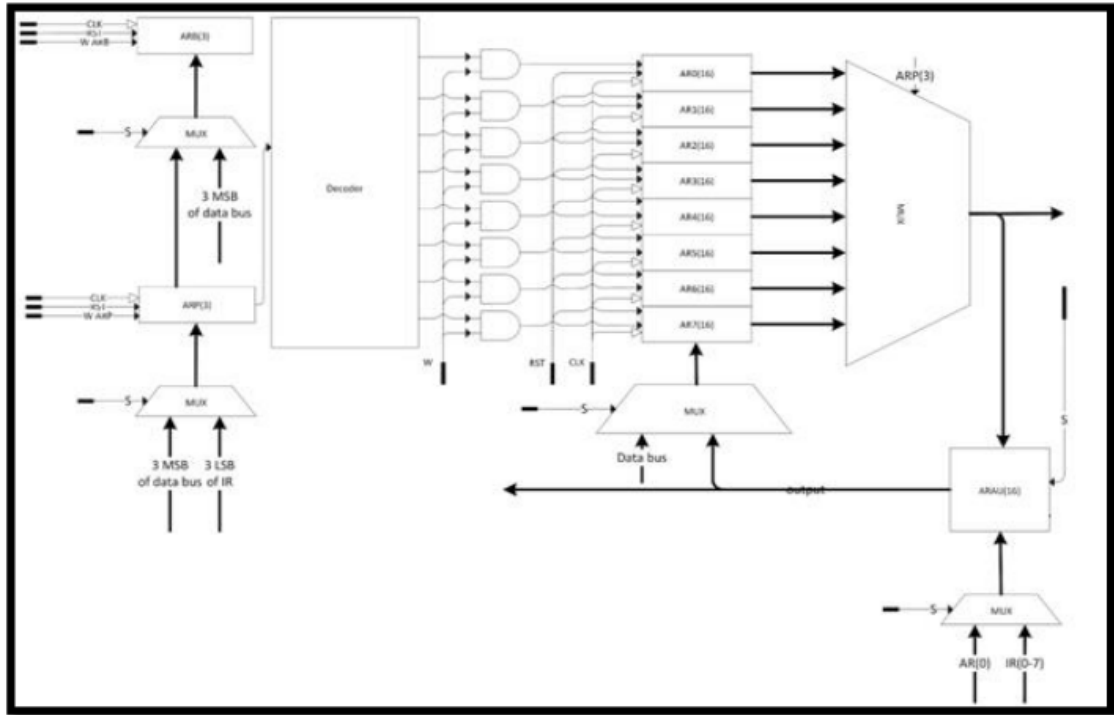 CLK
RST
W ARB
ARB(3)
S
MUX
3 MSB
of data bus
CLK
RST
W ARP
ARP(3)
S
MUX
3 MSB
of data bus
3 LSB
of IR
Decoder
W
RST
CLK
AR0(16)
AR1(16)
AR2(16)
AR3(16)
AR4(16)
AR5(16)
AR6(16)
AR7(16)
ARP(3)
MUX
S
MUX
Data bus
output
S
ARAU(16)
S
MUX
AR(0)
IR(0-7)